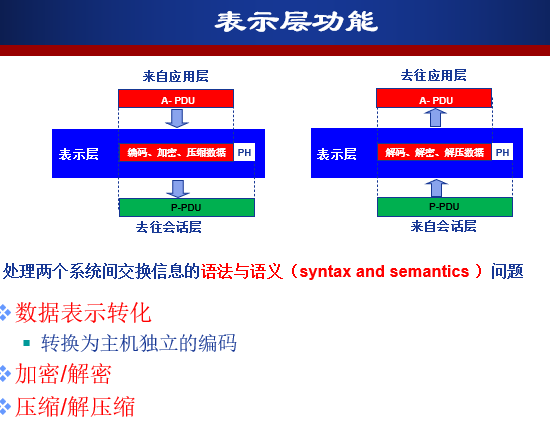 表示层功能
来自应用层
去往应用层
A- PDU
A- PDU
表示层
编码、加密、压缩数据
PH
表示层
解码、解密、解压数据
PH
P-PDU
P-PDU
去往会话层
来自会话层
处理两个系统间交换信息的语法与语义（syntax and semantics ）问题
数据表示转化
转换为主机独立的编码
加密/解密
压缩/解压缩